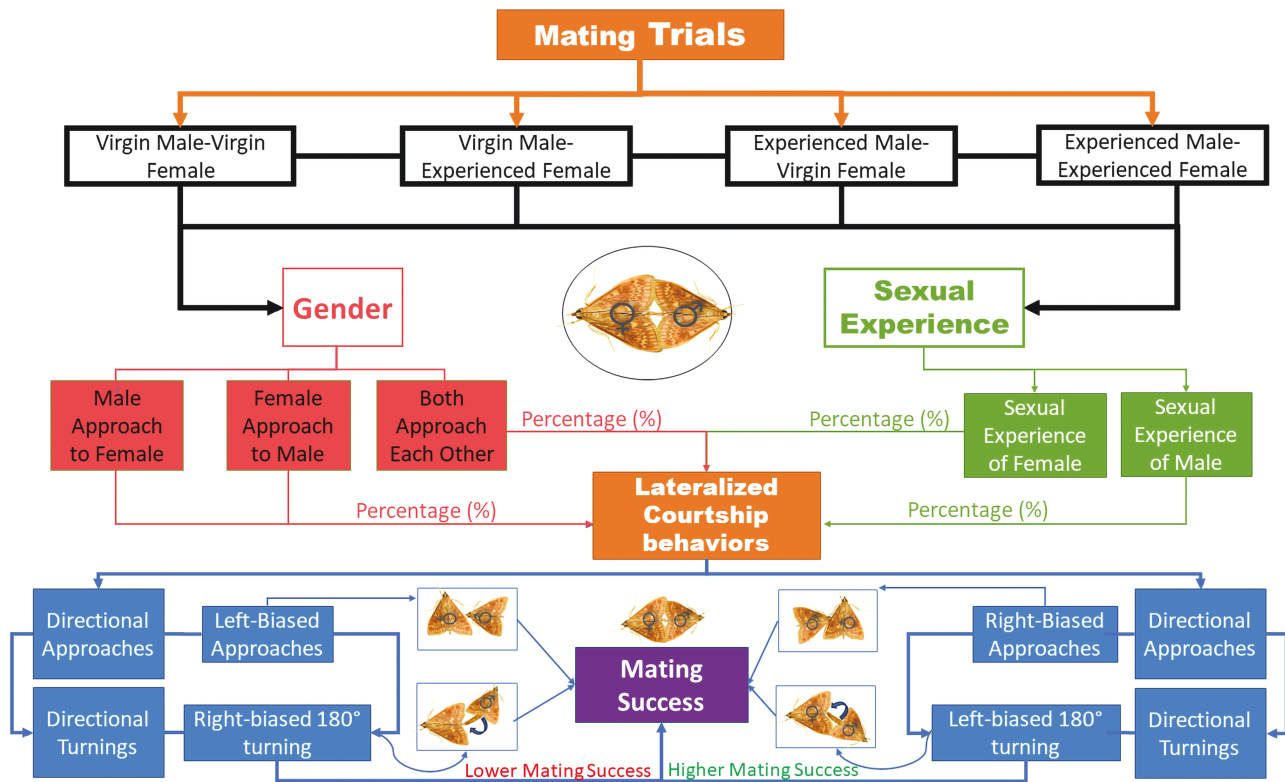 Mating Trials
Virgin Male-Virgin
Female
Virgin Male-
Experienced Female
Experienced Male-
Virgin Female
Experienced Male-
Experienced Female
Gender
Sexual
Experience
Male
Approach
to Female
Female
Approach
to Male
Both
Approach
Each Other
Percentage (%)
Percentage (%)
Sexual
Experience
of Female
Sexual
Experience
of Male
Percentage (%)
Lateralized
Courtship
behaviors
Percentage (%)
Directional
Approaches
Left-Biased
Approaches
Right-Biased
Approaches
Directional
Approaches
Mating
Success
Directional
Turnings
Right-biased 180°
turning
Left-biased 180°
turning
Directional
Turnings
Lower Mating Success
Higher Mating Success